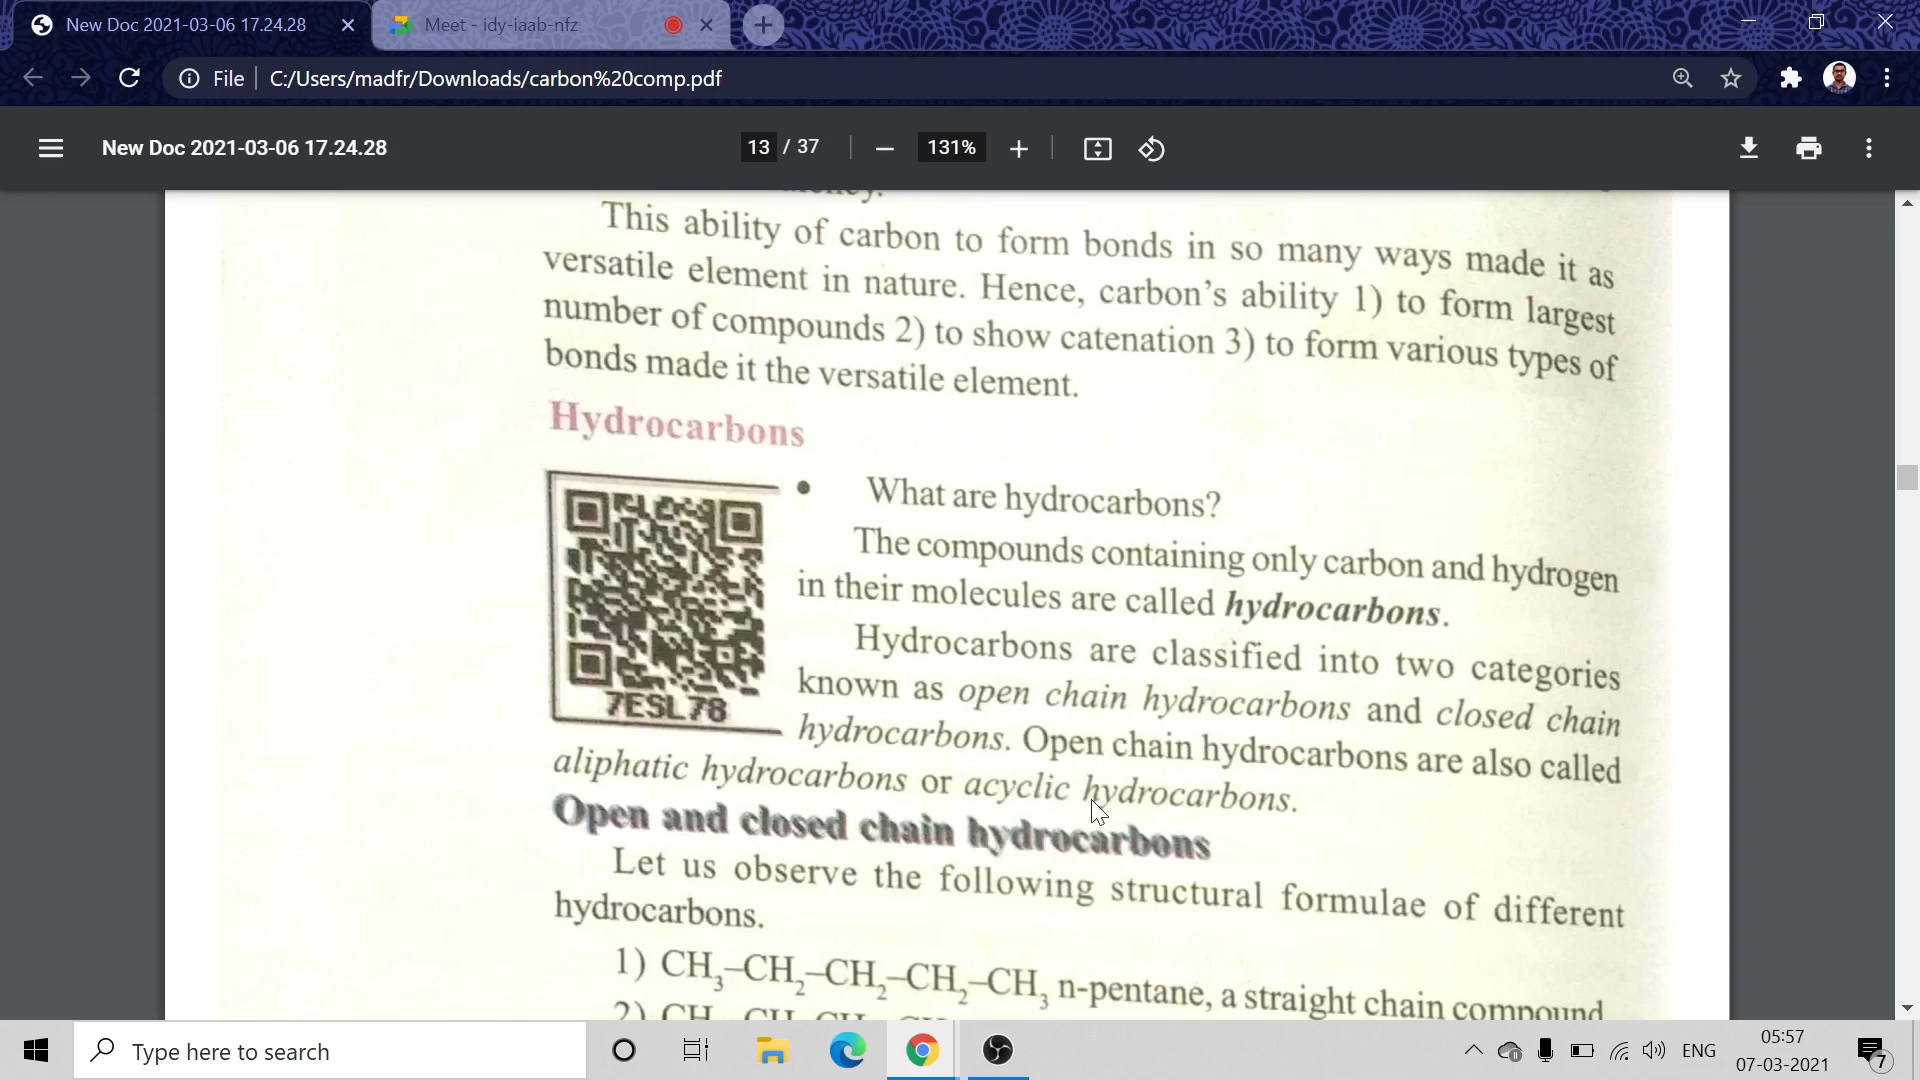 New Doc 2021-03-06 17.24.28
Meet - idy-iaab-nfz
File
C:/Users/madfr/Downloads/carbon%20comp.pdf
New Doc 2021-03-06 17.24.28
13 / 37
131%
This ability of carbon to form bonds in so many ways made it as
versatile element in nature. Hence, carbon's ability 1) to form largest
number of compounds 2) to show catenation 3) to form various types of
bonds made it the versatile element.
Hydrocarbons
• What are hydrocarbons?
The compounds containing only carbon and hydrogen
in their molecules are called hydrocarbons.
Hydrocarbons are classified into two categories
known as open chain hydrocarbons and closed chain
hydrocarbons. Open chain hydrocarbons are also called
7ESL78
aliphatic hydrocarbons or acyclic hydrocarbons.
Open and closed chain hydrocarbons
Let us observe the following structural formulae of different
hydrocarbons.
1) CH₃–CH₂–CH₂–CH₂–CH₃ n-pentane, a straight chain compound
2)
Type here to search
ENG
05:57
07-03-2021
7